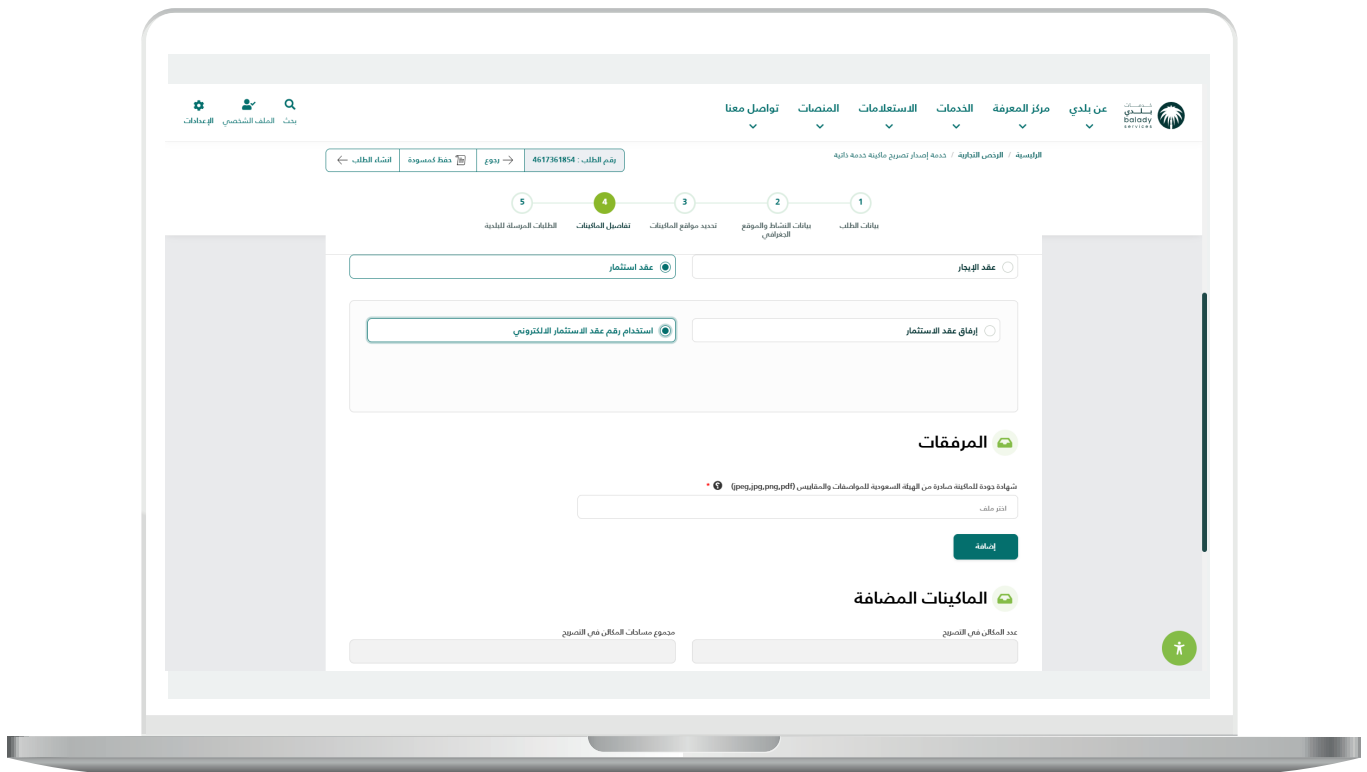 خدمات
بلدي
balady
services
عن بلدي
مركز المعرفة
الخدمات
الاستعلامات
المنصات
تواصل معنا
بحث
الملف الشخصي
الإعدادات
الرئيسية / الرخص التجارية / خدمة إصدار تصريح ماكينة خدمة ذاتية
رقم الطلب : 4617361854
رجوع
حفظ كمسودة
انشاء الطلب
1
بيانات الطلب
2
بيانات النشاط والموقع
الجغرافي
3
تحديد مواقع الماكينات
4
تفاصيل الماكينات
5
الطلبات المرسلة للبلدية
عقد الإيجار
عقد استثمار
إرفاق عقد الاستثمار
استخدام رقم عقد الاستثمار الالكتروني
المرفقات
شهادة جودة للماكينة صادرة من الهيئة السعودية للمواصفات والمقاييس (jpeg,jpg,png,pdf) *
اختر ملف
إضافة
الماكينات المضافة
عدد المكائن في التصريح
مجموع مساحات المكائن في التصريح